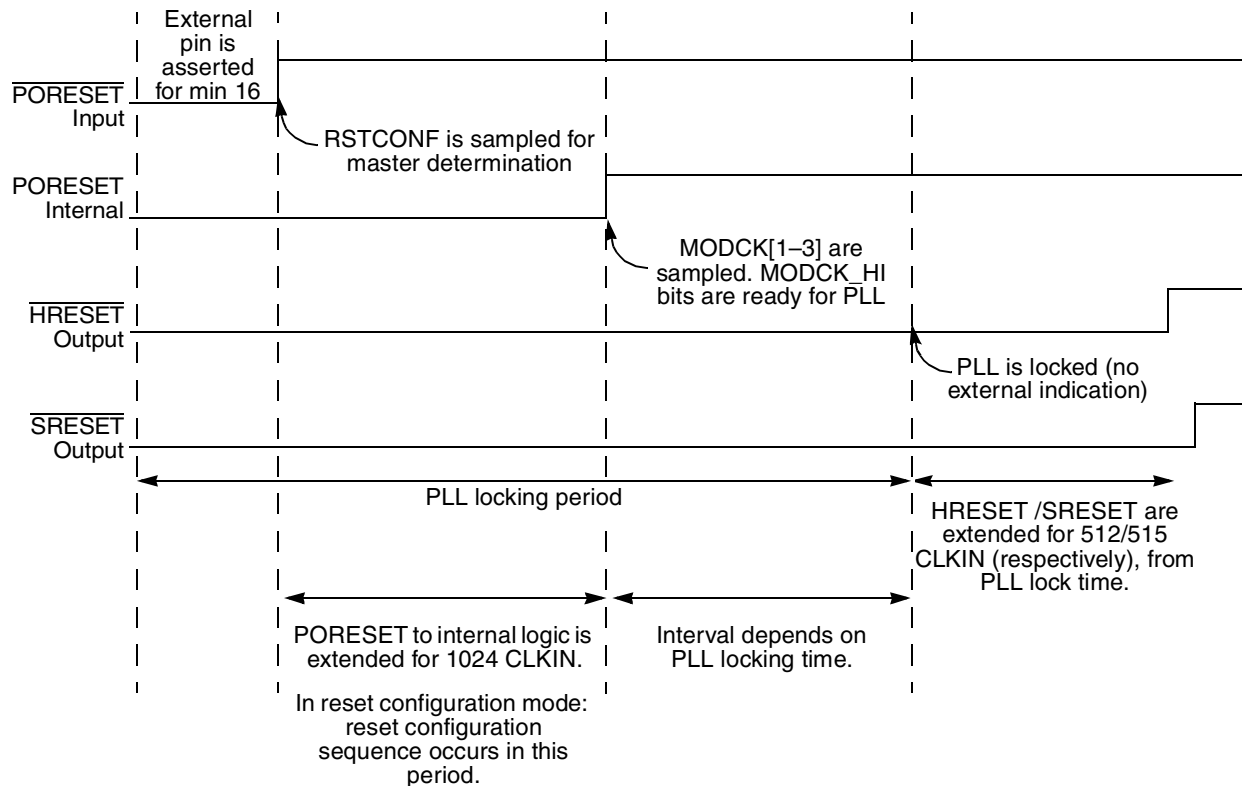 External
pin is
asserted
for min 16
PORESET
Input
RSTCONF is sampled for
master determination
PORESET
Internal
MODCK[1–3] are
sampled. MODCK_HI
bits are ready for PLL
HRESET
Output
PLL is locked (no
external indication)
SRESET
Output
PLL locking period
HRESET /SRESET are
extended for 512/515
CLKIN (respectively), from
PLL lock time.
PORESET to internal logic is
extended for 1024 CLKIN.
Interval depends on
PLL locking time.
In reset configuration mode:
reset configuration
sequence occurs in this
period.